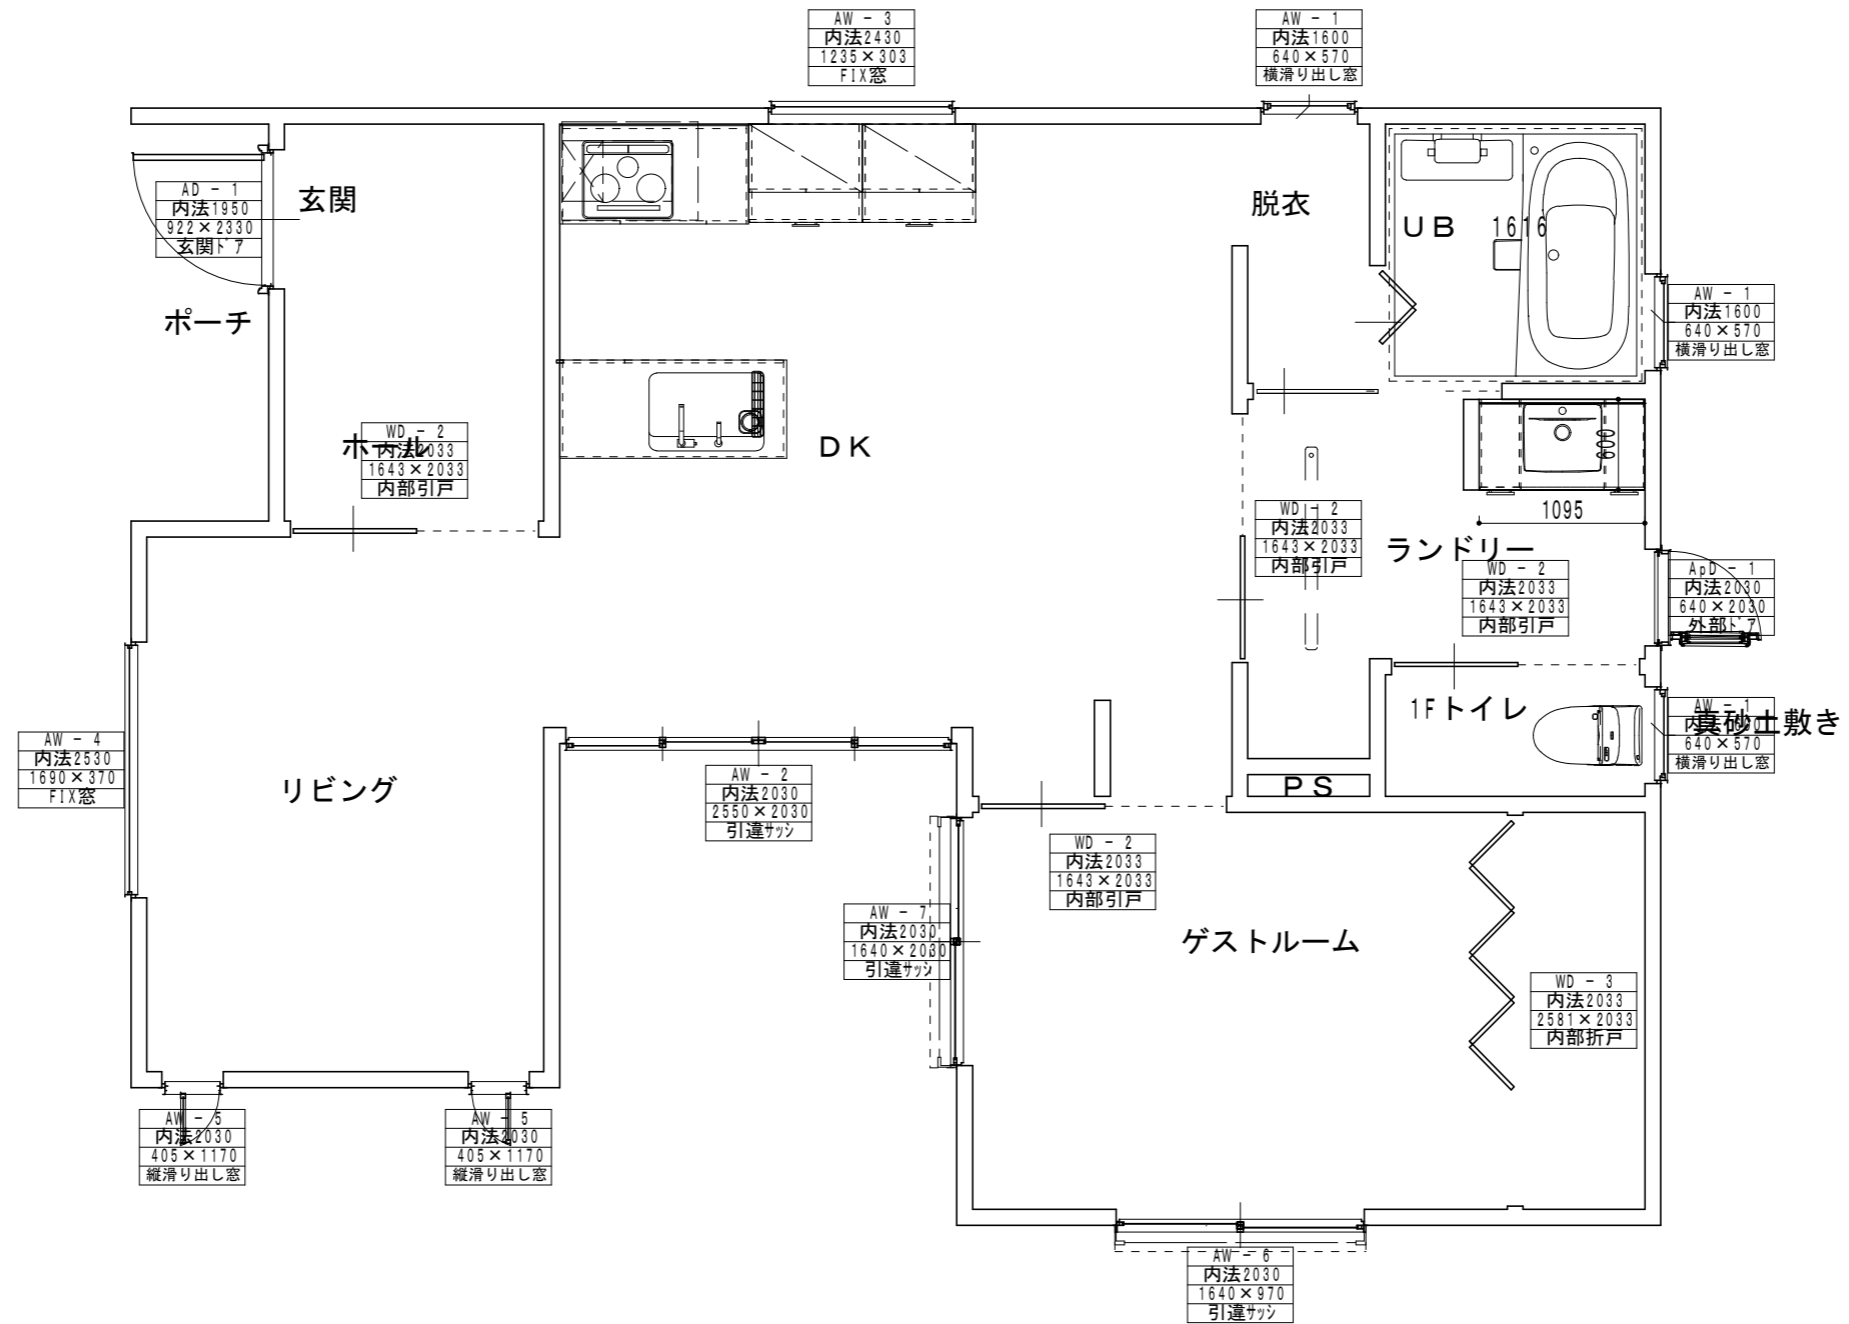 AW - 3
内法2430
1235×303
FIX窓
AW - 1
内法1600
640×570
横滑り出し窓
AD - 1
内法1950
922×2330
玄関ﾄﾞｱ
玄関
脱衣
UB
1616
ポーチ
AW - 1
内法1600
640×570
横滑り出し窓
ホール
WD - 2
内法2033
1643×2033
内部引戸
DK
WD - 2
内法2033
1643×2033
内部引戸
1095
ランドリー
WD - 2
内法2033
1643×2033
内部引戸
ApD - 1
内法2030
640×2030
外部ﾄﾞｱ
1Fトイレ
AW - 1
640×570
横滑り出し窓
真砂土敷き
AW - 4
内法2530
1690×370
FIX窓
リビング
AW - 2
内法2030
2550×2030
引違ｻｯｼ
PS
WD - 2
内法2033
1643×2033
内部引戸
AW - 7
内法2030
1640×2030
引違ｻｯｼ
ゲストルーム
WD - 3
内法2033
2581×2033
内部折戸
AW - 5
内法2030
405×1170
縦滑り出し窓
AW - 5
内法2030
405×1170
縦滑り出し窓
AW - 6
内法2030
1640×970
引違ｻｯｼ